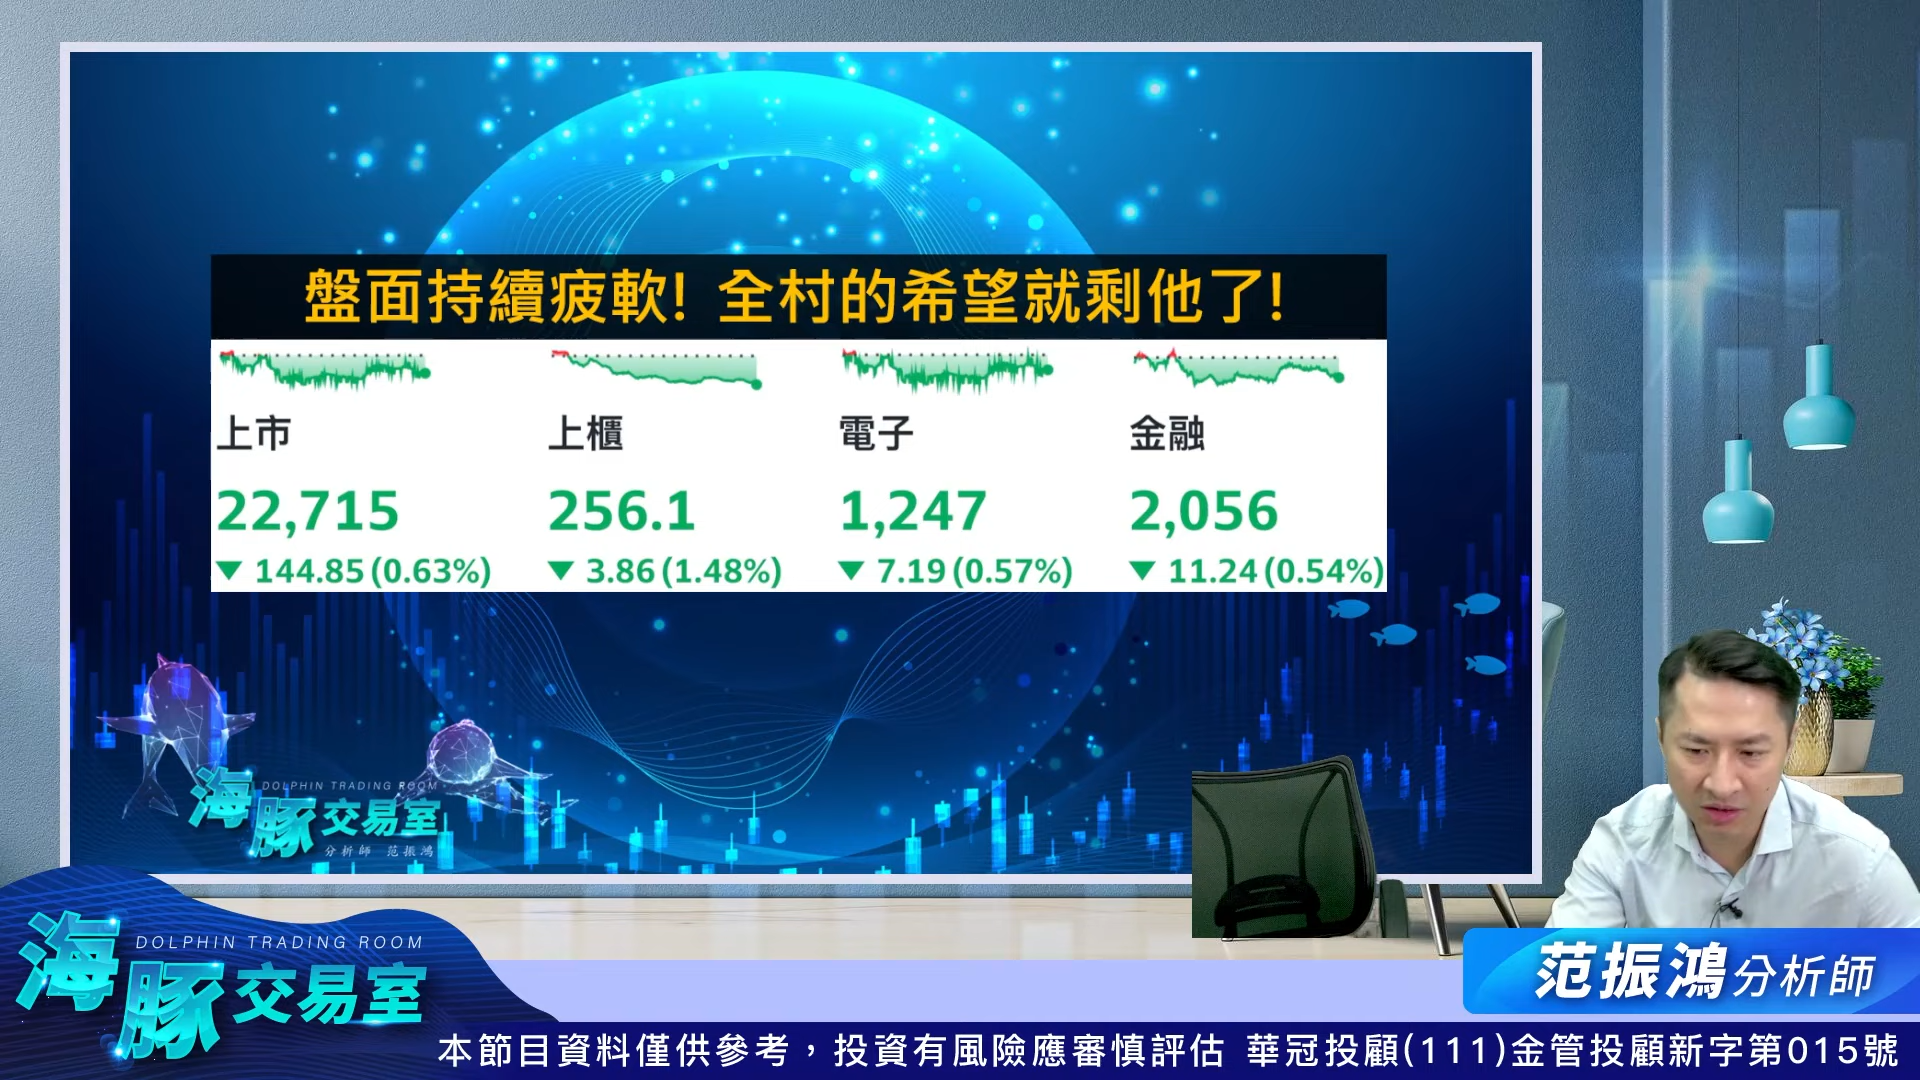 盤面持續疲軟! 全村的希望就剩他了!
上市 上櫃 電子 金融
22,715 256.1 1,247 2,056
▼ 144.85(0.63%) ▼ 3.86(1.48%) ▼ 7.19(0.57%) ▼ 11.24(0.54%)
DOLPHIN TRADING ROOM
海豚交易室
分析師 范振鴻
DOLPHIN TRADING ROOM
海豚交易室
范振鴻分析師
本節目資料僅供參考，投資有風險應審慎評估 華冠投顧(111)金管投顧新字第015號